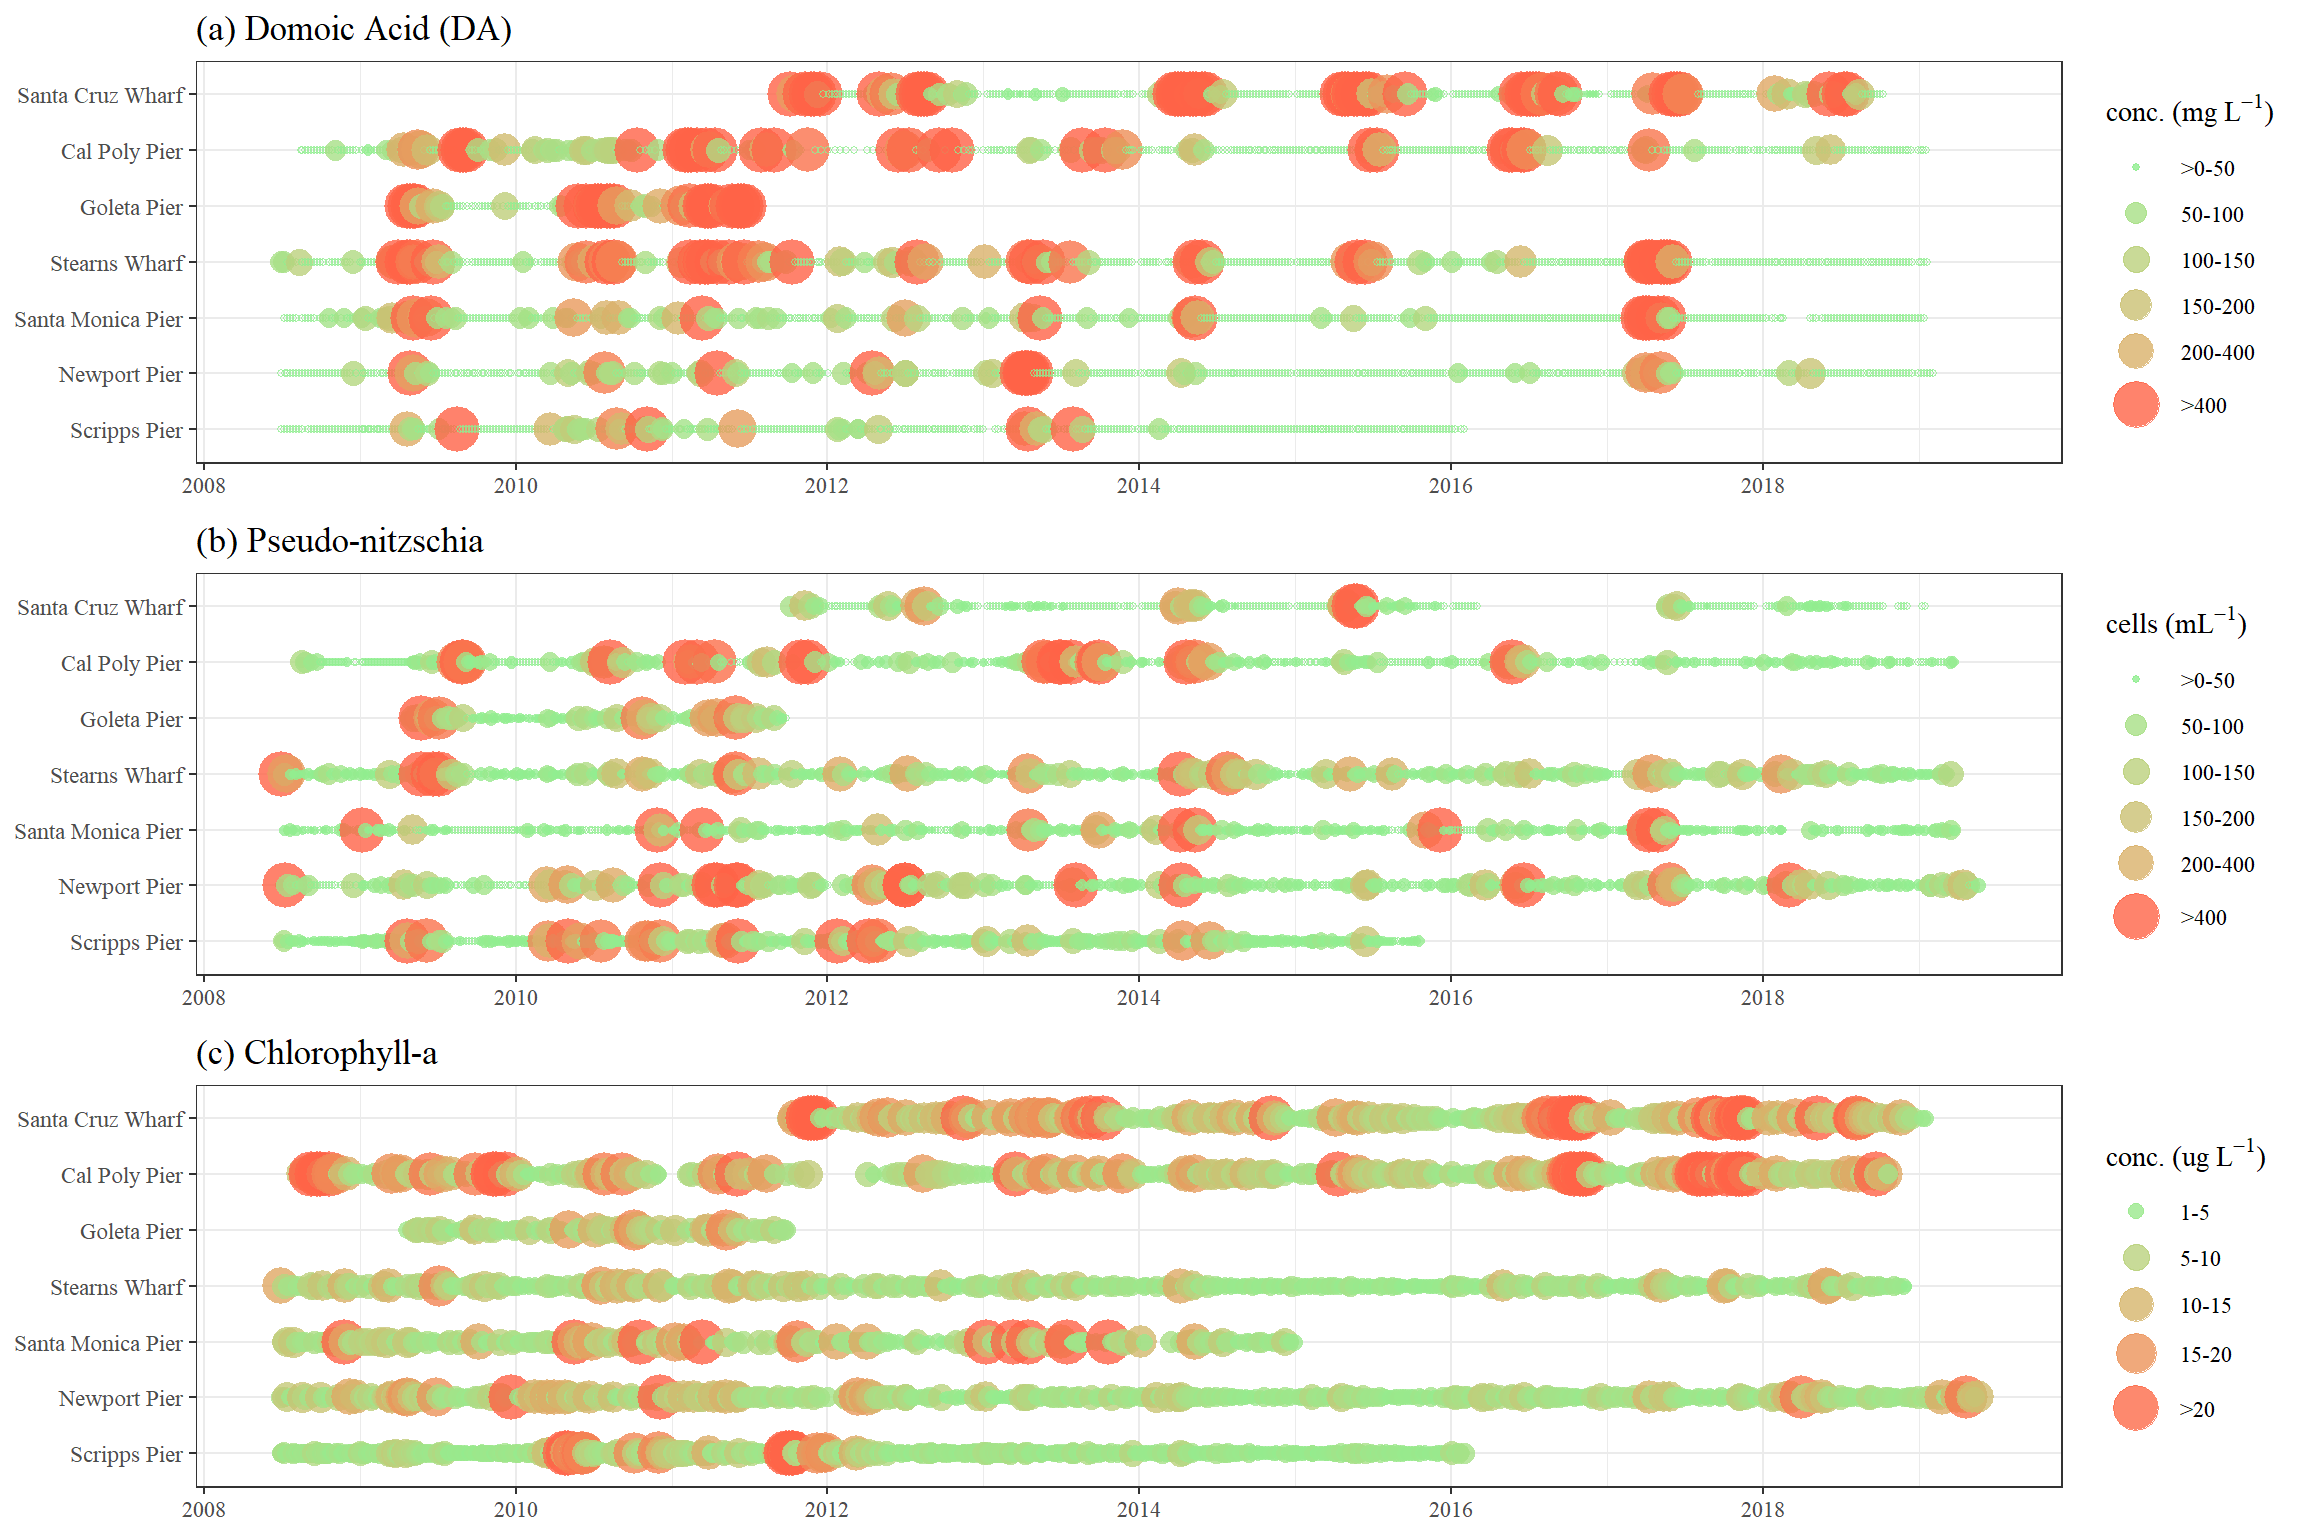 (a) Domoic Acid (DA)
Santa Cruz Wharf
Cal Poly Pier
Goleta Pier
Stearns Wharf
Santa Monica Pier
Newport Pier
Scripps Pier
2008 2010 2012 2014 2016 2018
conc. (mg L⁻¹)
>0-50
50-100
100-150
150-200
200-400
>400
(b) Pseudo-nitzschia
Santa Cruz Wharf
Cal Poly Pier
Goleta Pier
Stearns Wharf
Santa Monica Pier
Newport Pier
Scripps Pier
2008 2010 2012 2014 2016 2018
cells (mL⁻¹)
>0-50
50-100
100-150
150-200
200-400
>400
(c) Chlorophyll-a
Santa Cruz Wharf
Cal Poly Pier
Goleta Pier
Stearns Wharf
Santa Monica Pier
Newport Pier
Scripps Pier
2008 2010 2012 2014 2016 2018
conc. (ug L⁻¹)
1-5
5-10
10-15
15-20
>20